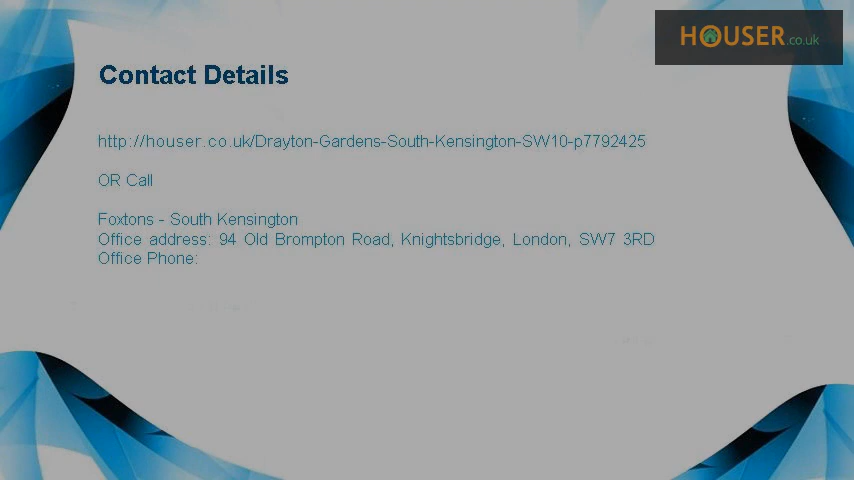 HOUSER.co.uk
Contact Details
http://houser.co.uk/Drayton-Gardens-South-Kensington-SW10-p7792425
OR Call
Foxtons - South Kensington
Office address: 94 Old Brompton Road, Knightsbridge, London, SW7 3RD
Office Phone: